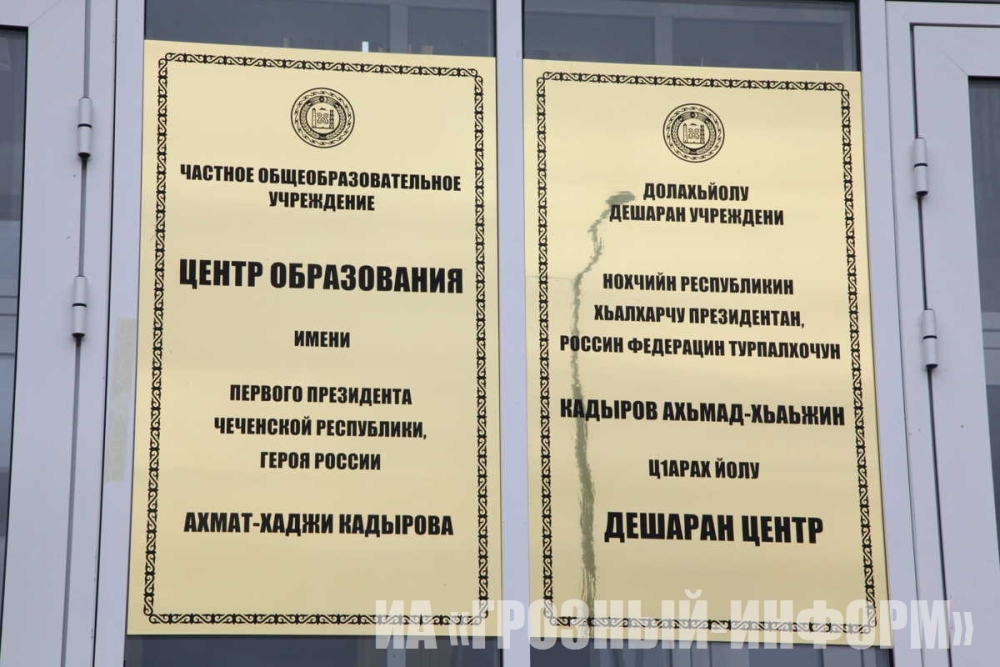 ЧАСТНОЕ ОБЩЕОБРАЗОВАТЕЛЬНОЕ
УЧРЕЖДЕНИЕ
ЦЕНТР ОБРАЗОВАНИЯ
ИМЕНИ
ПЕРВОГО ПРЕЗИДЕНТА
ЧЕЧЕНСКОЙ РЕСПУБЛИКИ,
ГЕРОЯ РОССИИ
АХМАТ-ХАДЖИ КАДЫРОВА
ДОЛАХЬЙОЛУ
ДЕШАРАН УЧРЕЖДЕНИ
НОХЧИЙН РЕСПУБЛИКИН
ХЬАЛХАРЧУ ПРЕЗИДЕНТАН,
РОССИН ФЕДЕРАЦИН ТУРПАЛХОЧУН
КАДЫРОВ АХЬМАД-ХЬАЬЖИН
Ц1АРАХ ЙОЛУ
ДЕШАРАН ЦЕНТР
ИА «ГРОЗНЫЙ-ИНФОРМ»